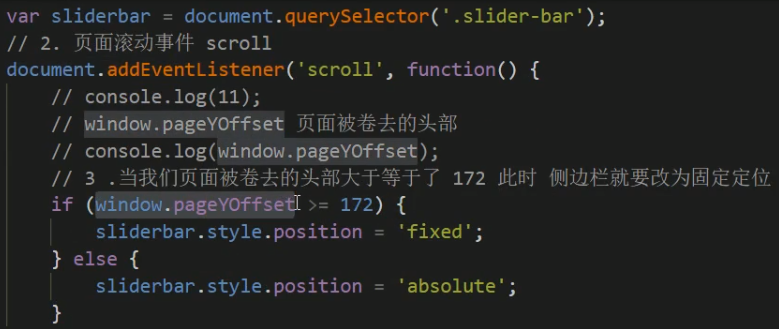 var sliderbar = document.querySelector('.slider-bar');
// 2. 页面滚动事件 scroll
document.addEventListener('scroll', function() {
// console.log(11);
// window.pageYOffset 页面被卷去的头部
// console.log(window.pageYOffset);
// 3 .当我们页面被卷去的头部大于等于了 172 此时 侧边栏就要改为固定定位
if (window.pageYOffset >= 172) {
sliderbar.style.position = 'fixed';
} else {
sliderbar.style.position = 'absolute';
}